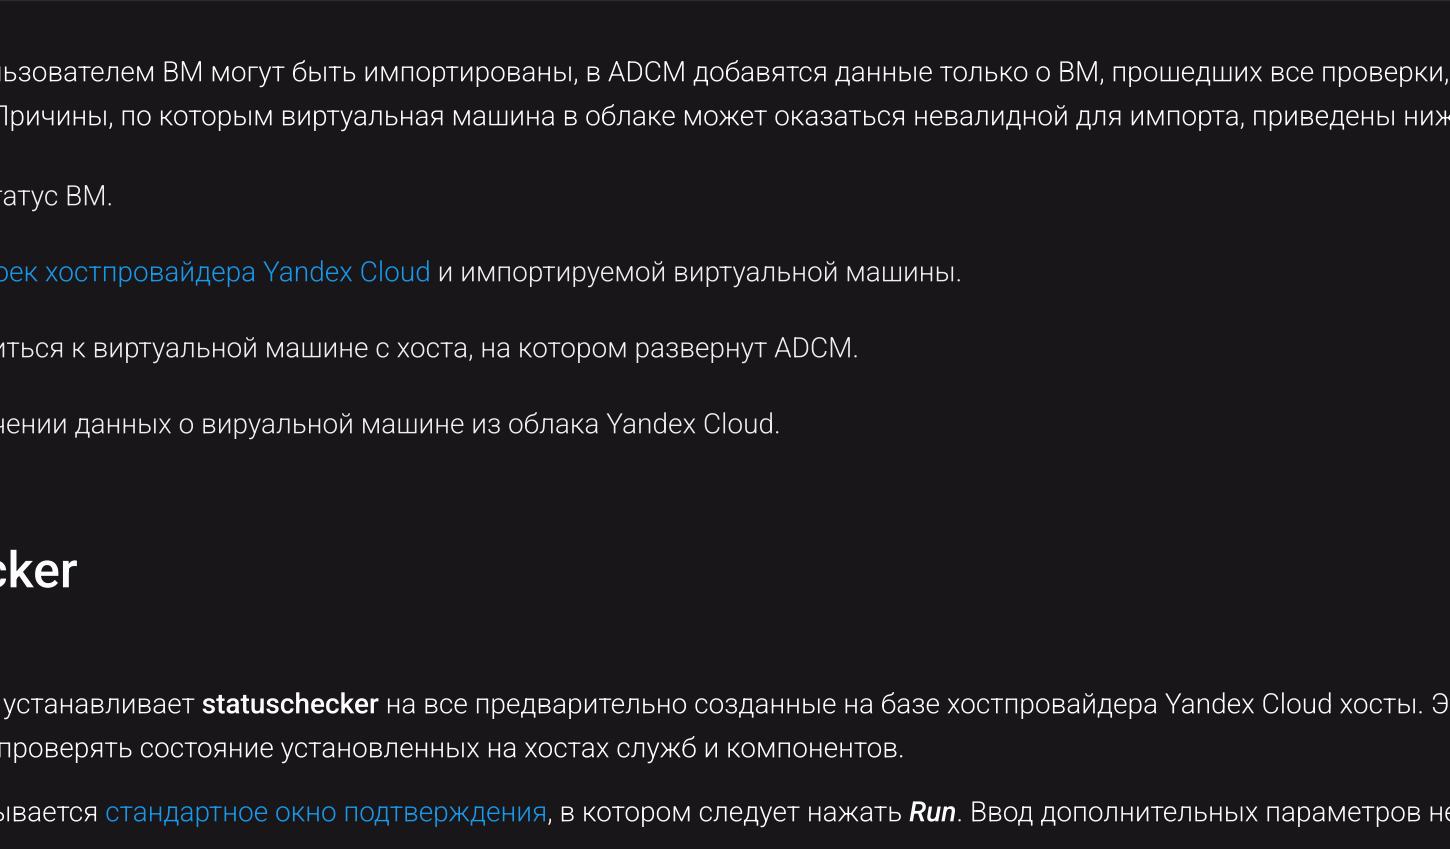 льзователем ВМ могут быть импортированы, в ADCM добавятся данные только о ВМ, прошедших все проверки,
Причины, по которым виртуальная машина в облаке может оказаться невалидной для импорта, приведены ниж
татус ВМ.
оек хостпровайдера Yandex Cloud и импортируемой виртуальной машины.
иться к виртуальной машине с хоста, на котором развернут ADCM.
чении данных о вируальной машине из облака Yandex Cloud.
cker
устанавливает statuschecker на все предварительно созданные на базе хостпровайдера Yandex Cloud хосты. Э
проверять состояние установленных на хостах служб и компонентов.
ывается стандартное окно подтверждения, в котором следует нажать Run. Ввод дополнительных параметров не